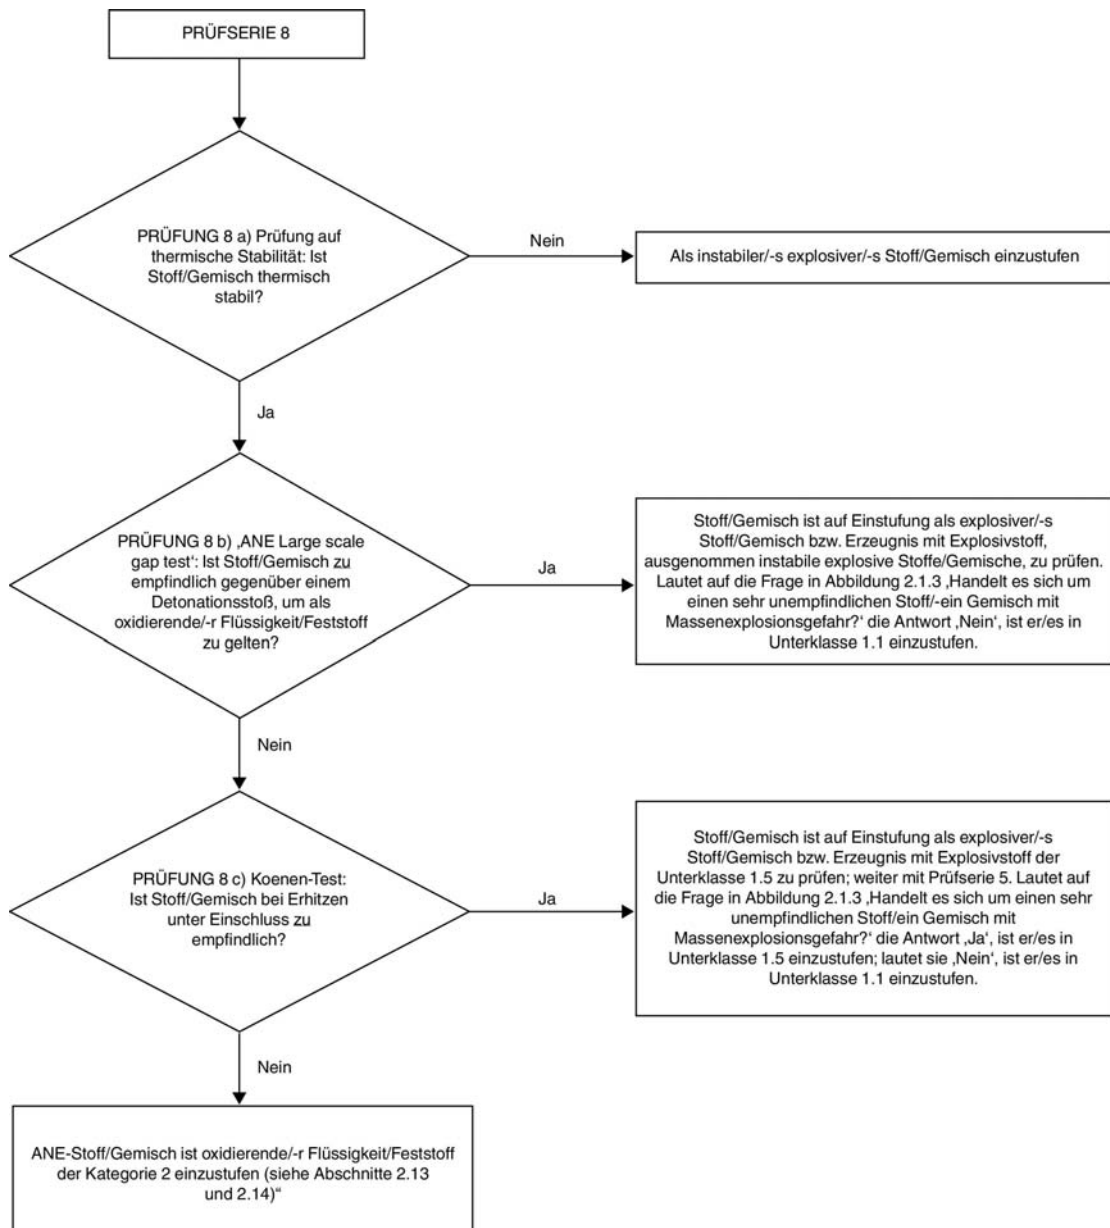 PRÜFSERIE 8
PRÜFUNG 8 a) Prüfung auf
thermische Stabilität: Ist
Stoff/Gemisch thermisch
stabil?
Nein
Als instabiler/-s explosiver/-s Stoff/Gemisch einzustufen
Ja
PRÜFUNG 8 b) ‚ANE Large scale
gap test‘: Ist Stoff/Gemisch zu
empfindlich gegenüber einem
Detonationsstoß, um als
oxidierende/-r Flüssigkeit/Feststoff
zu gelten?
Ja
Stoff/Gemisch ist auf Einstufung als explosiver/-s
Stoff/Gemisch bzw. Erzeugnis mit Explosivstoff,
ausgenommen instabile explosive Stoffe/Gemische, zu prüfen.
Lautet auf die Frage in Abbildung 2.1.3 ‚Handelt es sich um
einen sehr unempfindlichen Stoff/-ein Gemisch mit
Massenexplosionsgefahr?‘ die Antwort ‚Nein‘, ist er/es in
Unterklasse 1.1 einzustufen.
Nein
PRÜFUNG 8 c) Koenen-Test:
Ist Stoff/Gemisch bei Erhitzen
unter Einschluss zu
empfindlich?
Ja
Stoff/Gemisch ist auf Einstufung als explosiver/-s
Stoff/Gemisch bzw. Erzeugnis mit Explosivstoff der
Unterklasse 1.5 zu prüfen; weiter mit Prüfserie 5. Lautet auf
die Frage in Abbildung 2.1.3 ‚Handelt es sich um einen sehr
unempfindlichen Stoff/ein Gemisch mit
Massenexplosionsgefahr?‘ die Antwort ‚Ja‘, ist er/es in
Unterklasse 1.5 einzustufen; lautet sie ‚Nein‘, ist er/es in
Unterklasse 1.1 einzustufen.
Nein
ANE-Stoff/Gemisch ist oxidierende/-r Flüssigkeit/Feststoff
der Kategorie 2 einzustufen (siehe Abschnitte 2.13
und 2.14)“